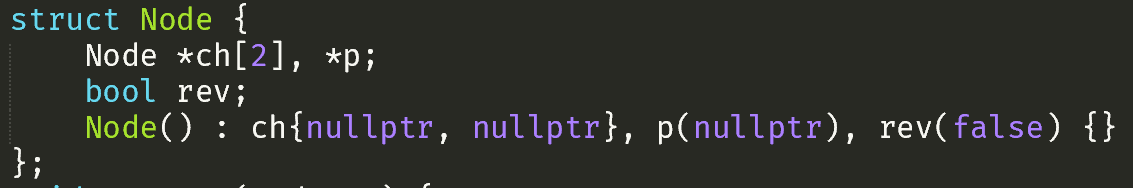 struct Node {
    Node *ch[2], *p;
    bool rev;
    Node() : ch{nullptr, nullptr}, p(nullptr), rev(false) {}
};